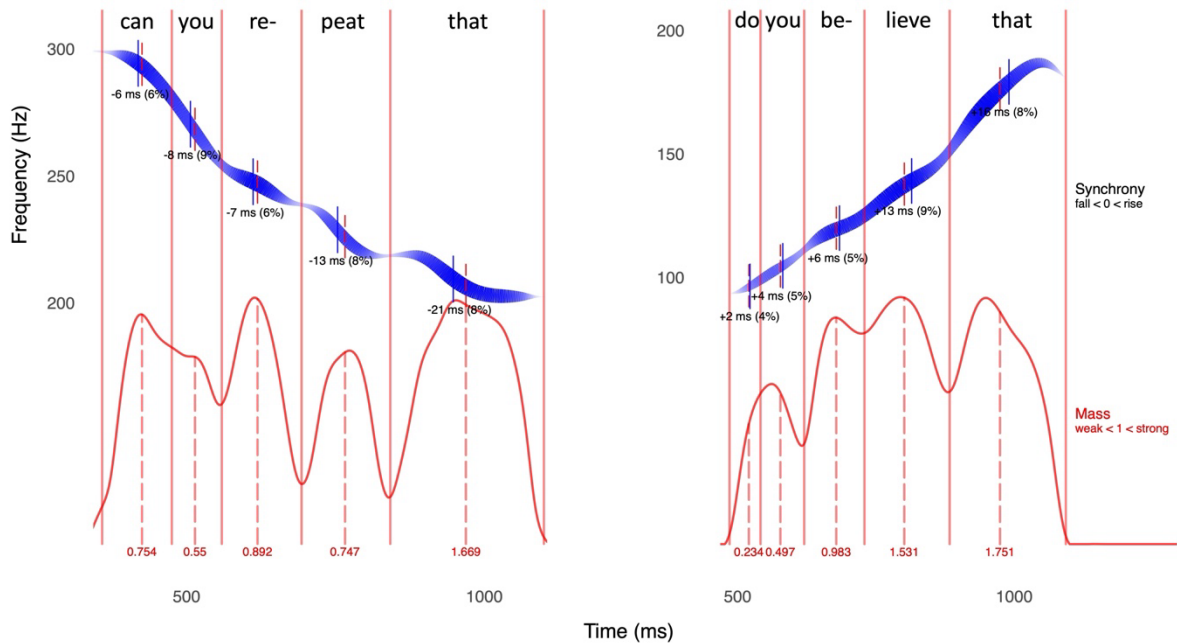 can you re- peat that
do you be- lieve that
Frequency (Hz)
300
250
200
-6 ms (6%)
-8 ms (9%)
-7 ms (6%)
-13 ms (8%)
-21 ms (8%)
0.754 0.55 0.892 0.747 1.669
500 1000
200
150
100
+16 ms (8%)
+13 ms (9%)
+6 ms (5%)
+4 ms (5%)
+2 ms (4%)
Synchrony
fall < 0 < rise
Mass
weak < 1 < strong
0.234 0.497 0.983 1.531 1.751
500 1000
Time (ms)